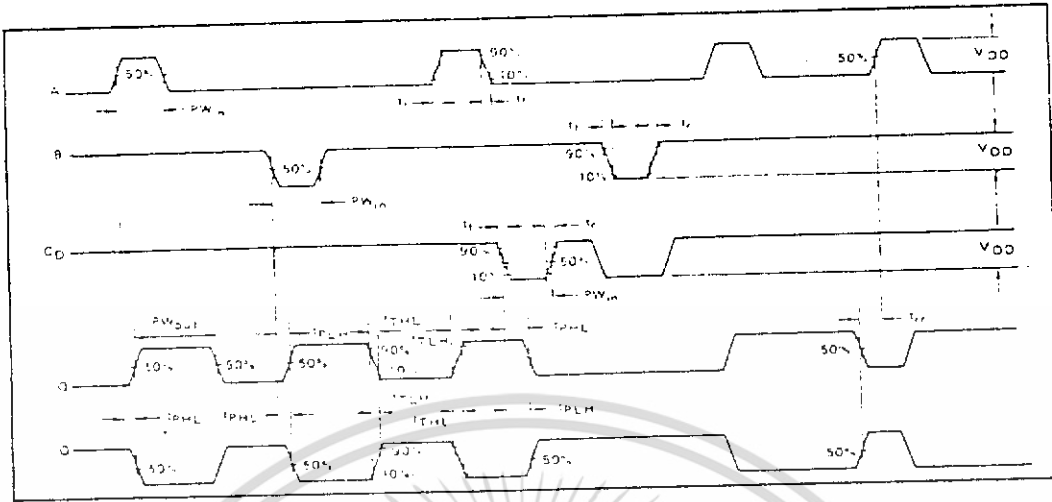 50% 90% 10% 50% VDD
A
PWin tr tf
B tf tr
50% 90% 10% VDD
PWin
tf tr
CD 90% 10% 50% VDD
PWin
PWout tPLH tTHL tTLH tPHL trr
50% 50% 50% 90% 10% 50%
Q
tPHL tPHL tTLH tTHL tPLH
Q
50% 50% 90% 10% 50% 50%